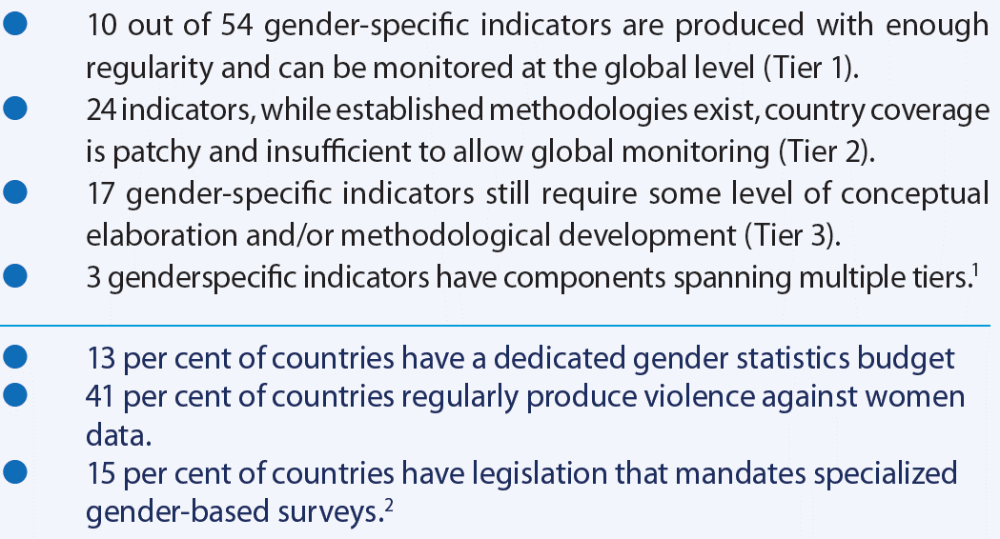 10 out of 54 gender-specific indicators are produced with enough
regularity and can be monitored at the global level (Tier 1).
24 indicators, while established methodologies exist, country coverage
is patchy and insufficient to allow global monitoring (Tier 2).
17 gender-specific indicators still require some level of conceptual
elaboration and/or methodological development (Tier 3).
3 genderspecific indicators have components spanning multiple tiers.1
13 per cent of countries have a dedicated gender statistics budget
41 per cent of countries regularly produce violence against women
data.
15 per cent of countries have legislation that mandates specialized
gender-based surveys.2